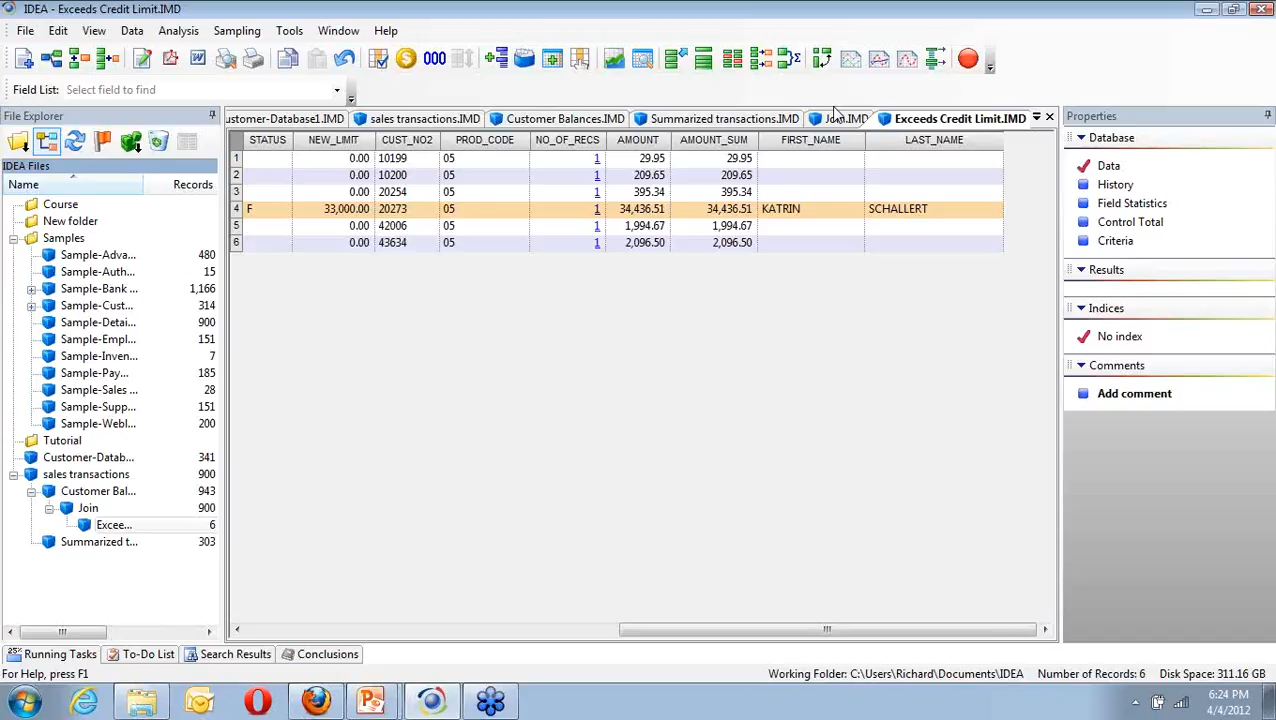 IDEA - Exceeds Credit Limit.IMD
File Edit View Data Analysis Sampling Tools Window Help
Field List: Select field to find
File Explorer
IDEA Files
Name Records
Course
New folder
Samples
Sample-Adva... 480
Sample-Auth... 15
Sample-Bank ... 1,166
Sample-Cust... 314
Sample-Detai... 900
Sample-Empl... 151
Sample-Inven... 7
Sample-Pay... 185
Sample-Sales ... 28
Sample-Supp... 151
Sample-Webl... 200
Tutorial
Customer-Datab... 341
sales transactions 900
Customer Bal... 943
Join 900
Excee... 6
Summarized t... 303
ustomer-Database1.IMD sales transactions.IMD Customer Balances.IMD Summarized transactions.IMD Join.IMD Exceeds Credit Limit.IMD
STATUS NEW_LIMIT CUST_NO2 PROD_CODE NO_OF_RECS AMOUNT AMOUNT_SUM FIRST_NAME LAST_NAME
1 0.00 10199 05 1 29.95 29.95
2 0.00 10200 05 1 209.65 209.65
3 0.00 20254 05 1 395.34 395.34
4 F 33,000.00 20273 05 1 34,436.51 34,436.51 KATRIN SCHALLERT
5 0.00 42006 05 1 1,994.67 1,994.67
6 0.00 43634 05 1 2,096.50 2,096.50
Properties
Database
Data
History
Field Statistics
Control Total
Criteria
Results
Indices
No index
Comments
Add comment
Running Tasks To-Do List Search Results Conclusions
For Help, press F1 Working Folder: C:\Users\Richard\Documents\IDEA Number of Records: 6 Disk Space: 311.16 GB
6:24 PM
4/4/2012